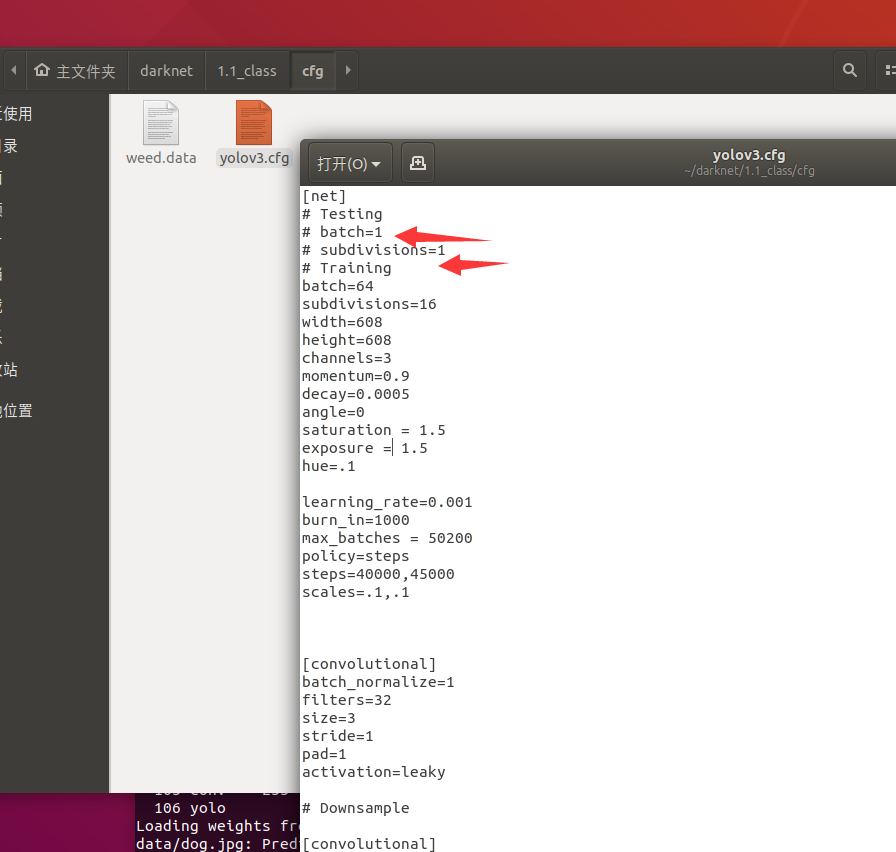 主文件夹 darknet 1.1_class cfg
使用
录
收站
位置
weed.data yolov3.cfg
打开(O)
yolov3.cfg
~/darknet/1.1_class/cfg
[net]
# Testing
# batch=1
# subdivisions=1
# Training
batch=64
subdivisions=16
width=608
height=608
channels=3
momentum=0.9
decay=0.0005
angle=0
saturation = 1.5
exposure = 1.5
hue=.1
learning_rate=0.001
burn_in=1000
max_batches = 50200
policy=steps
steps=40000,45000
scales=.1,.1
[convolutional]
batch_normalize=1
filters=32
size=3
stride=1
pad=1
activation=leaky
# Downsample
[convolutional]
106 yolo
Loading weights fr
data/dog.jpg: Pred